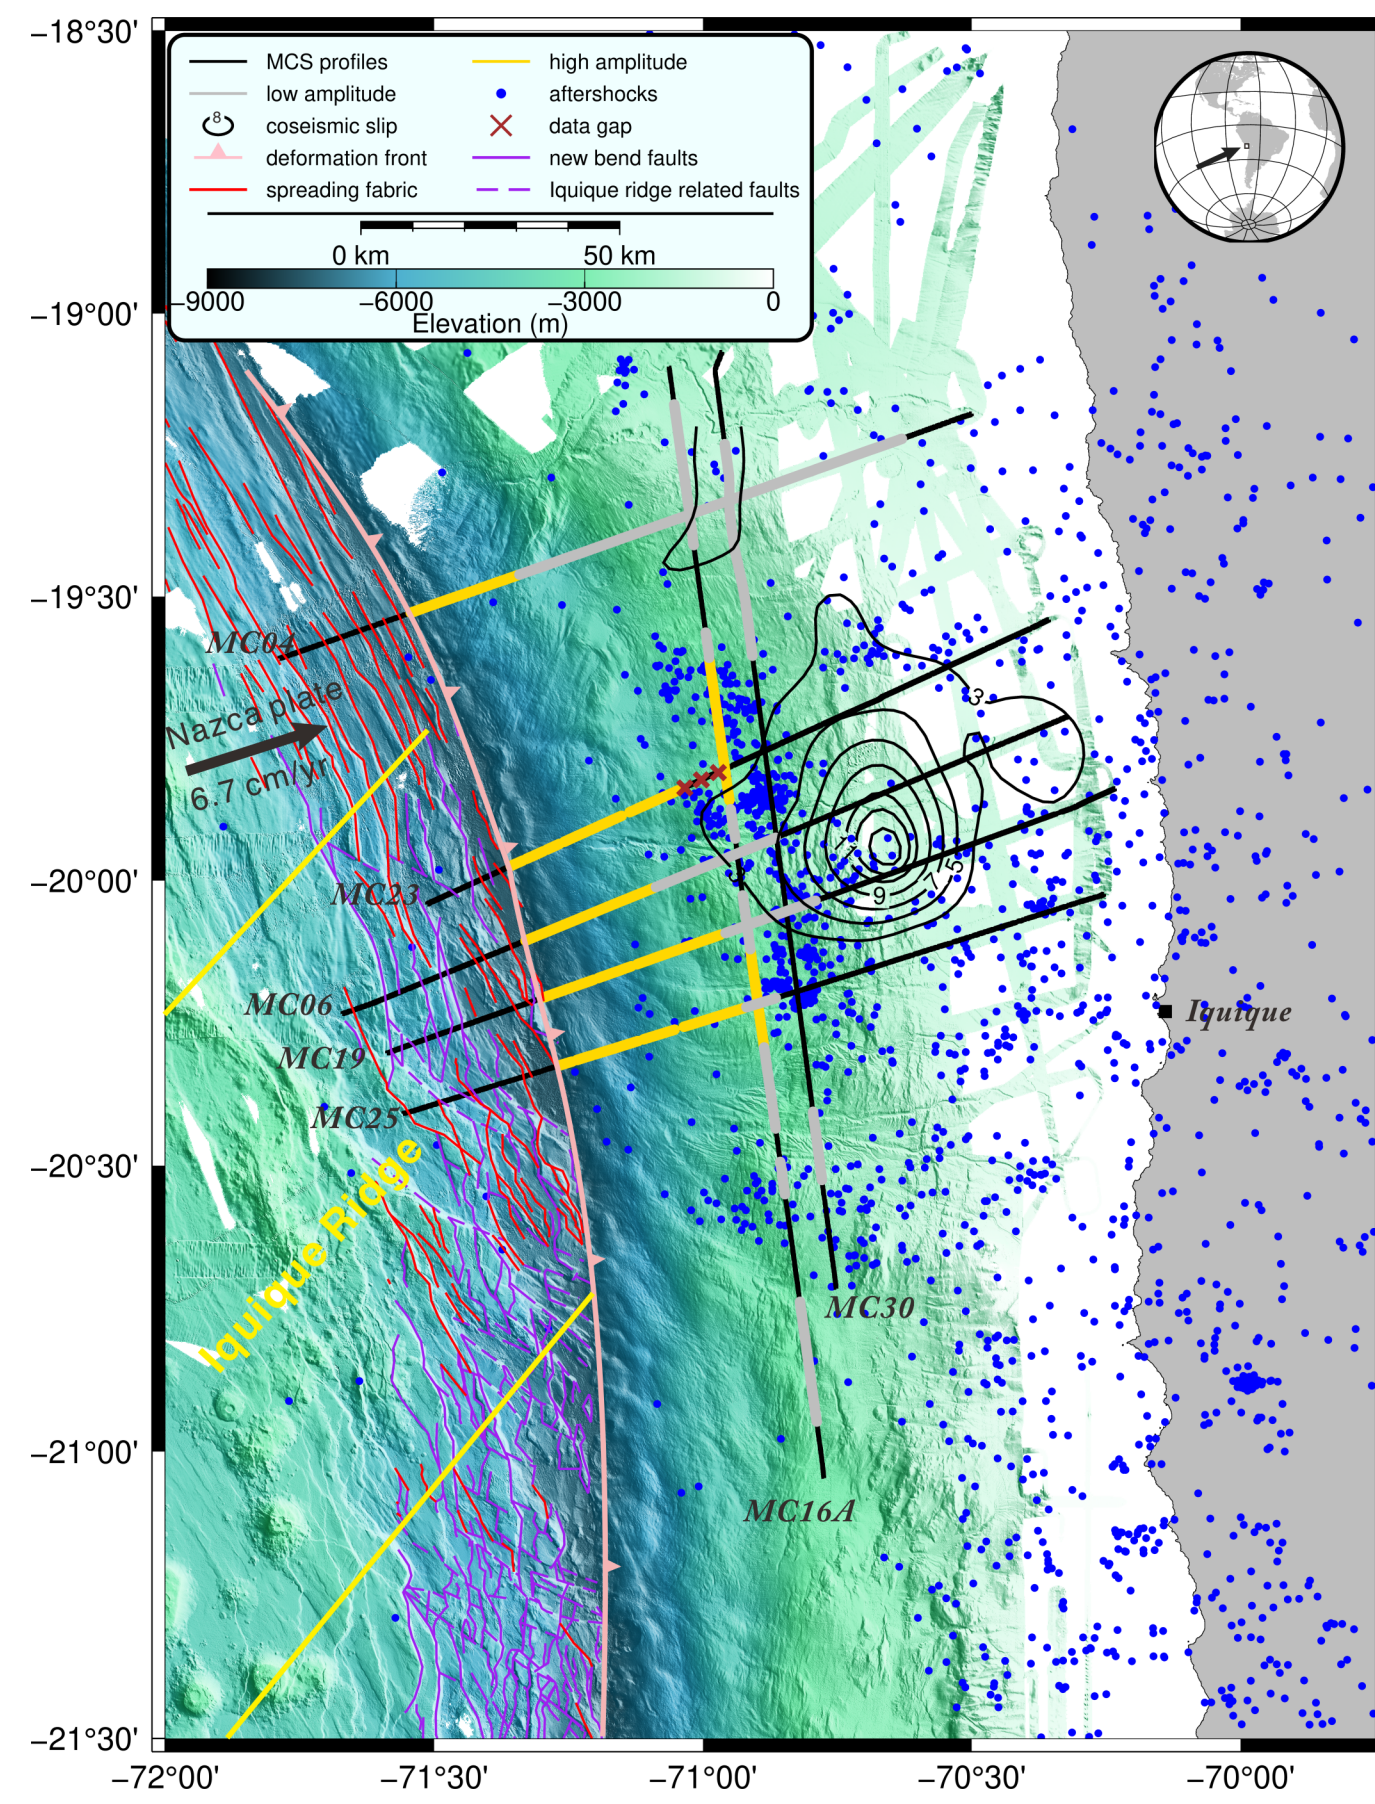 −18°30'
−19°00'
−19°30'
−20°00'
−20°30'
−21°00'
−21°30'
MCS profiles
high amplitude
low amplitude
aftershocks
8
coseismic slip
data gap
deformation front
new bend faults
spreading fabric
Iquique ridge related faults
0 km
50 km
−9000
−6000
−3000
0
Elevation (m)
MC04
Nazca plate
6.7 cm/yr
3
11
7.5
9
MC23
MC06
MC19
MC25
Iquique
Iquique Ridge
MC30
MC16A
−72°00'
−71°30'
−71°00'
−70°30'
−70°00'